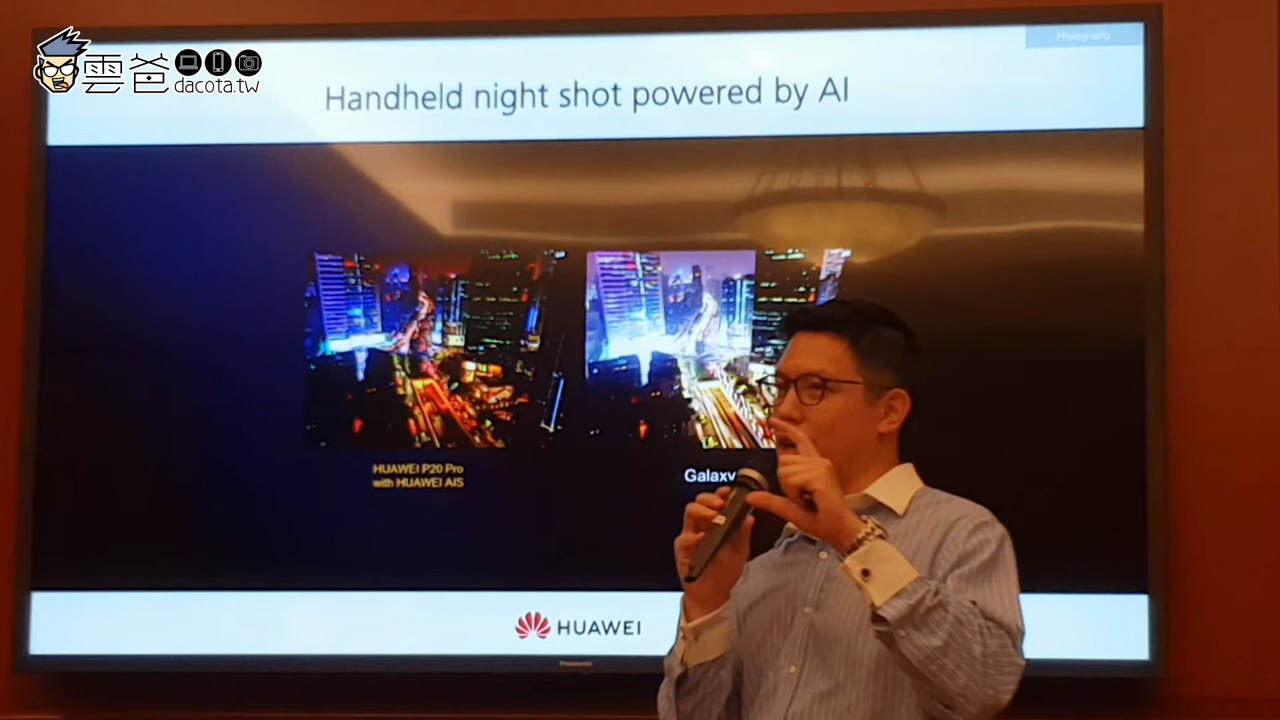 Photography
雲爸
dacota.tw
Handheld night shot powered by AI
HUAWEI P20 Pro
with HUAWEI AIS
Galaxy
HUAWEI
Panasonic